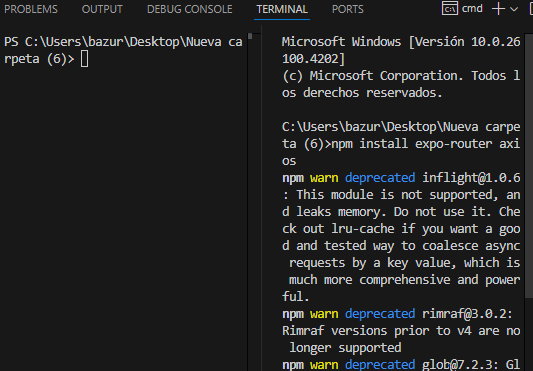 PROBLEMS OUTPUT DEBUG CONSOLE TERMINAL PORTS cmd
PS C:\Users\bazur\Desktop\Nueva ca
rpeta (6)>
Microsoft Windows [Versión 10.0.26
100.4202]
(c) Microsoft Corporation. Todos l
os derechos reservados.
C:\Users\bazur\Desktop\Nueva carpe
ta (6)>npm install expo-router axi
os
npm warn deprecated inflight@1.0.6
: This module is not supported, an
d leaks memory. Do not use it. Che
ck out lru-cache if you want a goo
d and tested way to coalesce async
 requests by a key value, which is
 much more comprehensive and power
ful.
npm warn deprecated rimraf@3.0.2:
Rimraf versions prior to v4 are no
 longer supported
npm warn deprecated glob@7.2.3: Gl